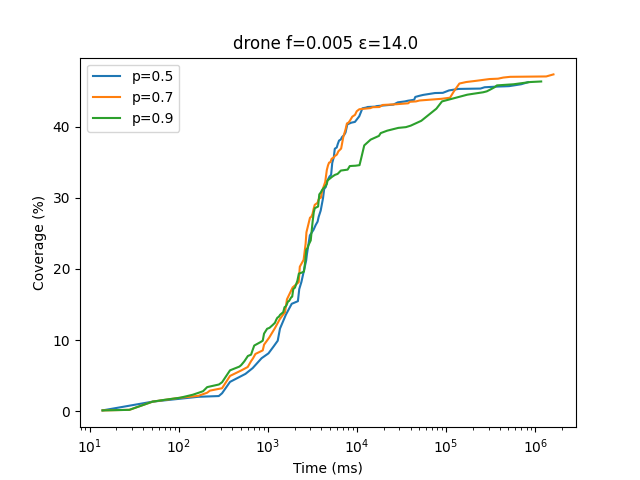 drone f=0.005 ε=14.0
p=0.5
p=0.7
p=0.9
Coverage (%)
40
30
20
10
0
10¹ 10² 10³ 10⁴ 10⁵ 10⁶
Time (ms)